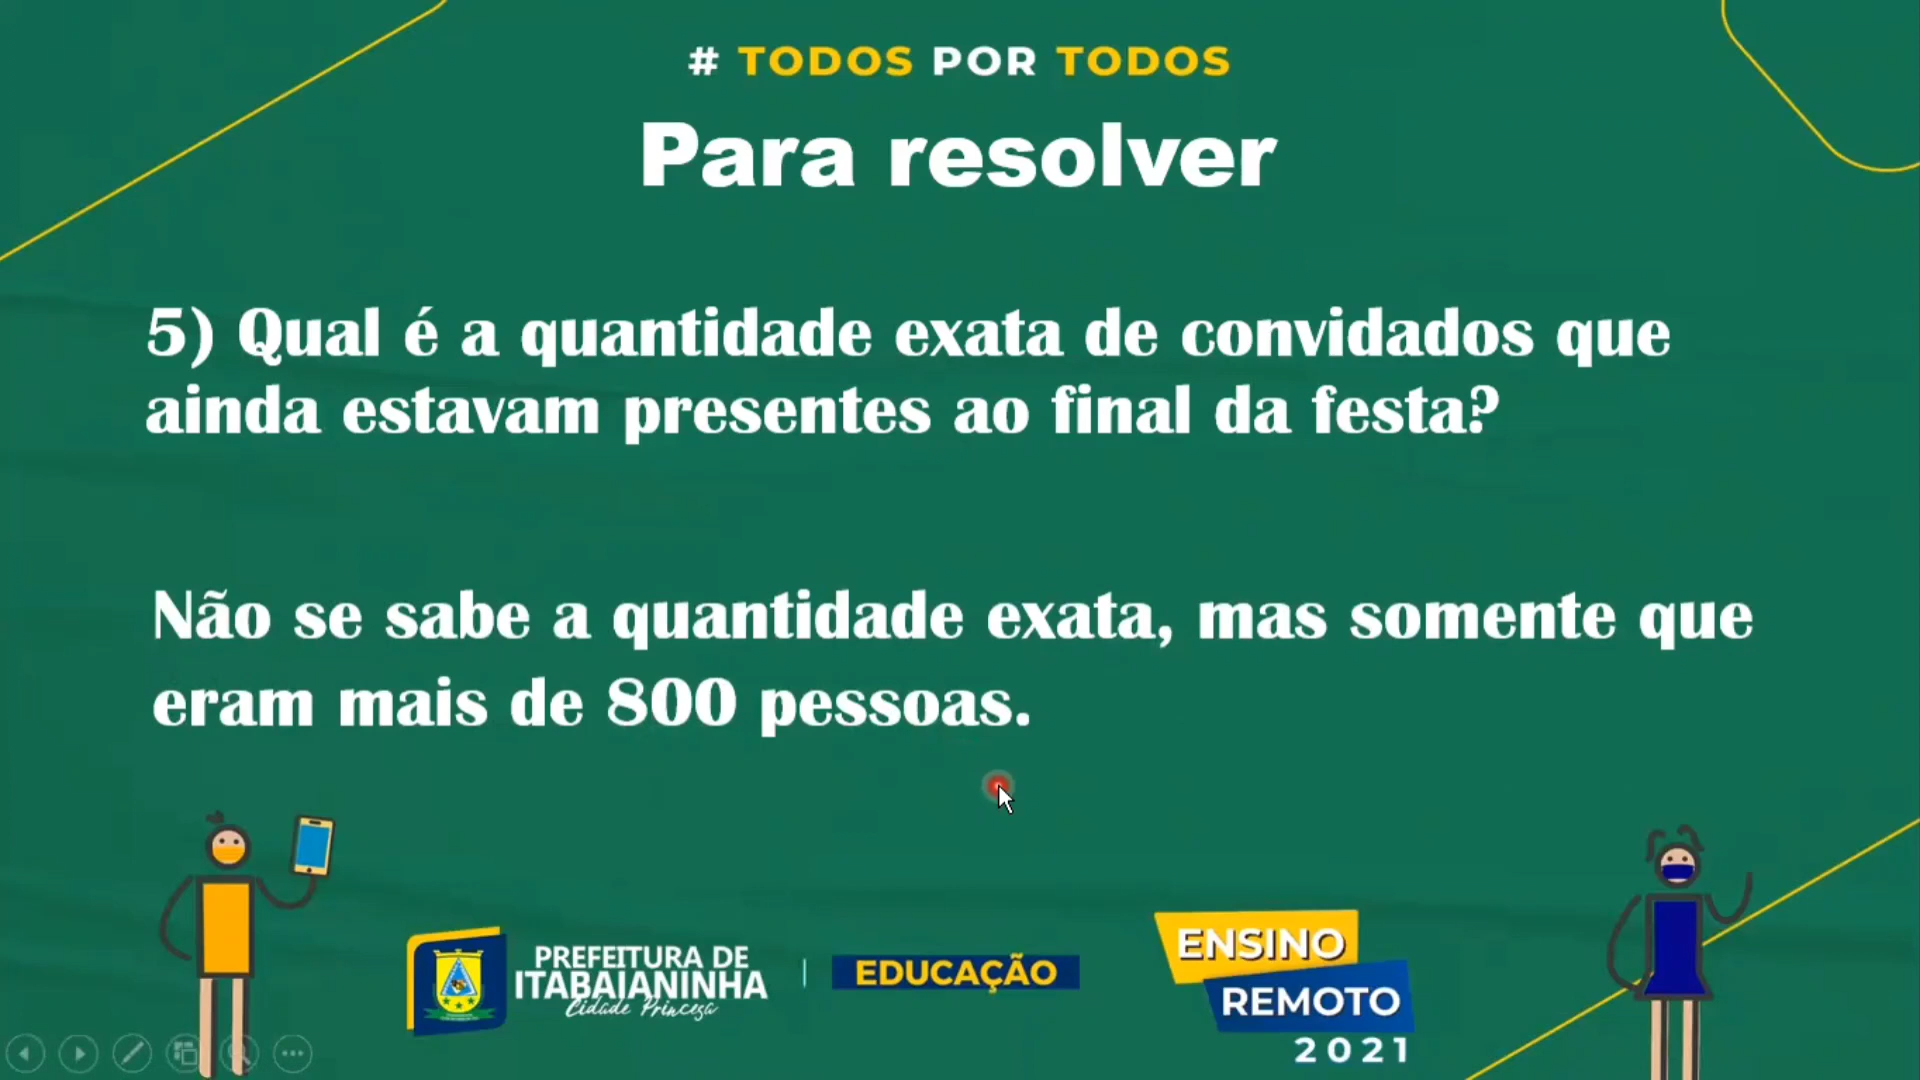 # TODOS POR TODOS
Para resolver
5) Qual é a quantidade exata de convidados que
ainda estavam presentes ao final da festa?
Não se sabe a quantidade exata, mas somente que
eram mais de 800 pessoas.
PREFEITURA DE
ITABAIANINHA
Cidade Princesa
EDUCAÇÃO
ENSINO
REMOTO
2021